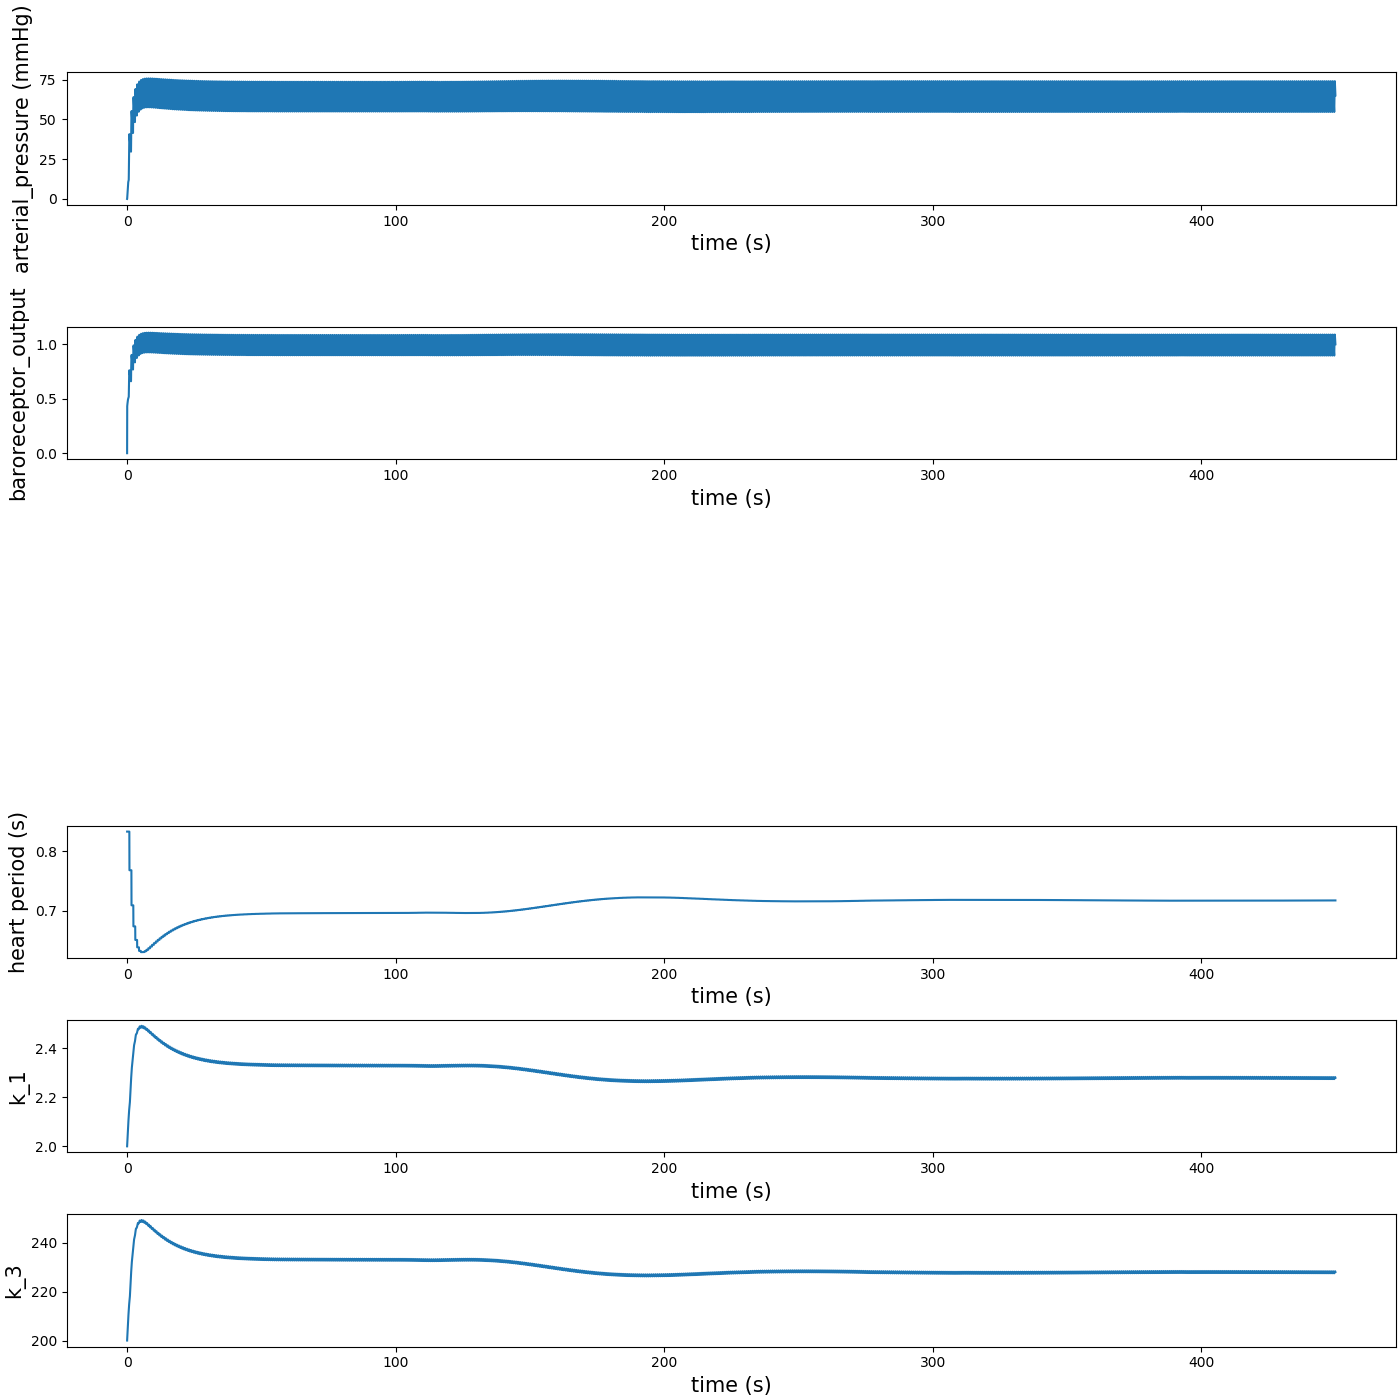 arterial_pressure (mmHg)
75
50
25
0
0 100 200 300 400
time (s)
baroreceptor_output
1.0
0.5
0.0
0 100 200 300 400
time (s)
heart period (s)
0.8
0.7
0 100 200 300 400
time (s)
k_1
2.4
2.2
2.0
0 100 200 300 400
time (s)
k_3
240
220
200
0 100 200 300 400
time (s)